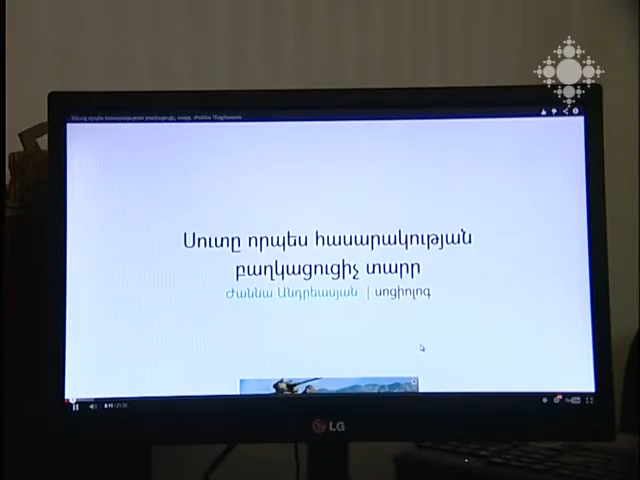 Սուտը որպես հասարակության
բաղկացուցիչ տարր
Ժաննա Անդրեասյան | սոցիոլոգ
LG